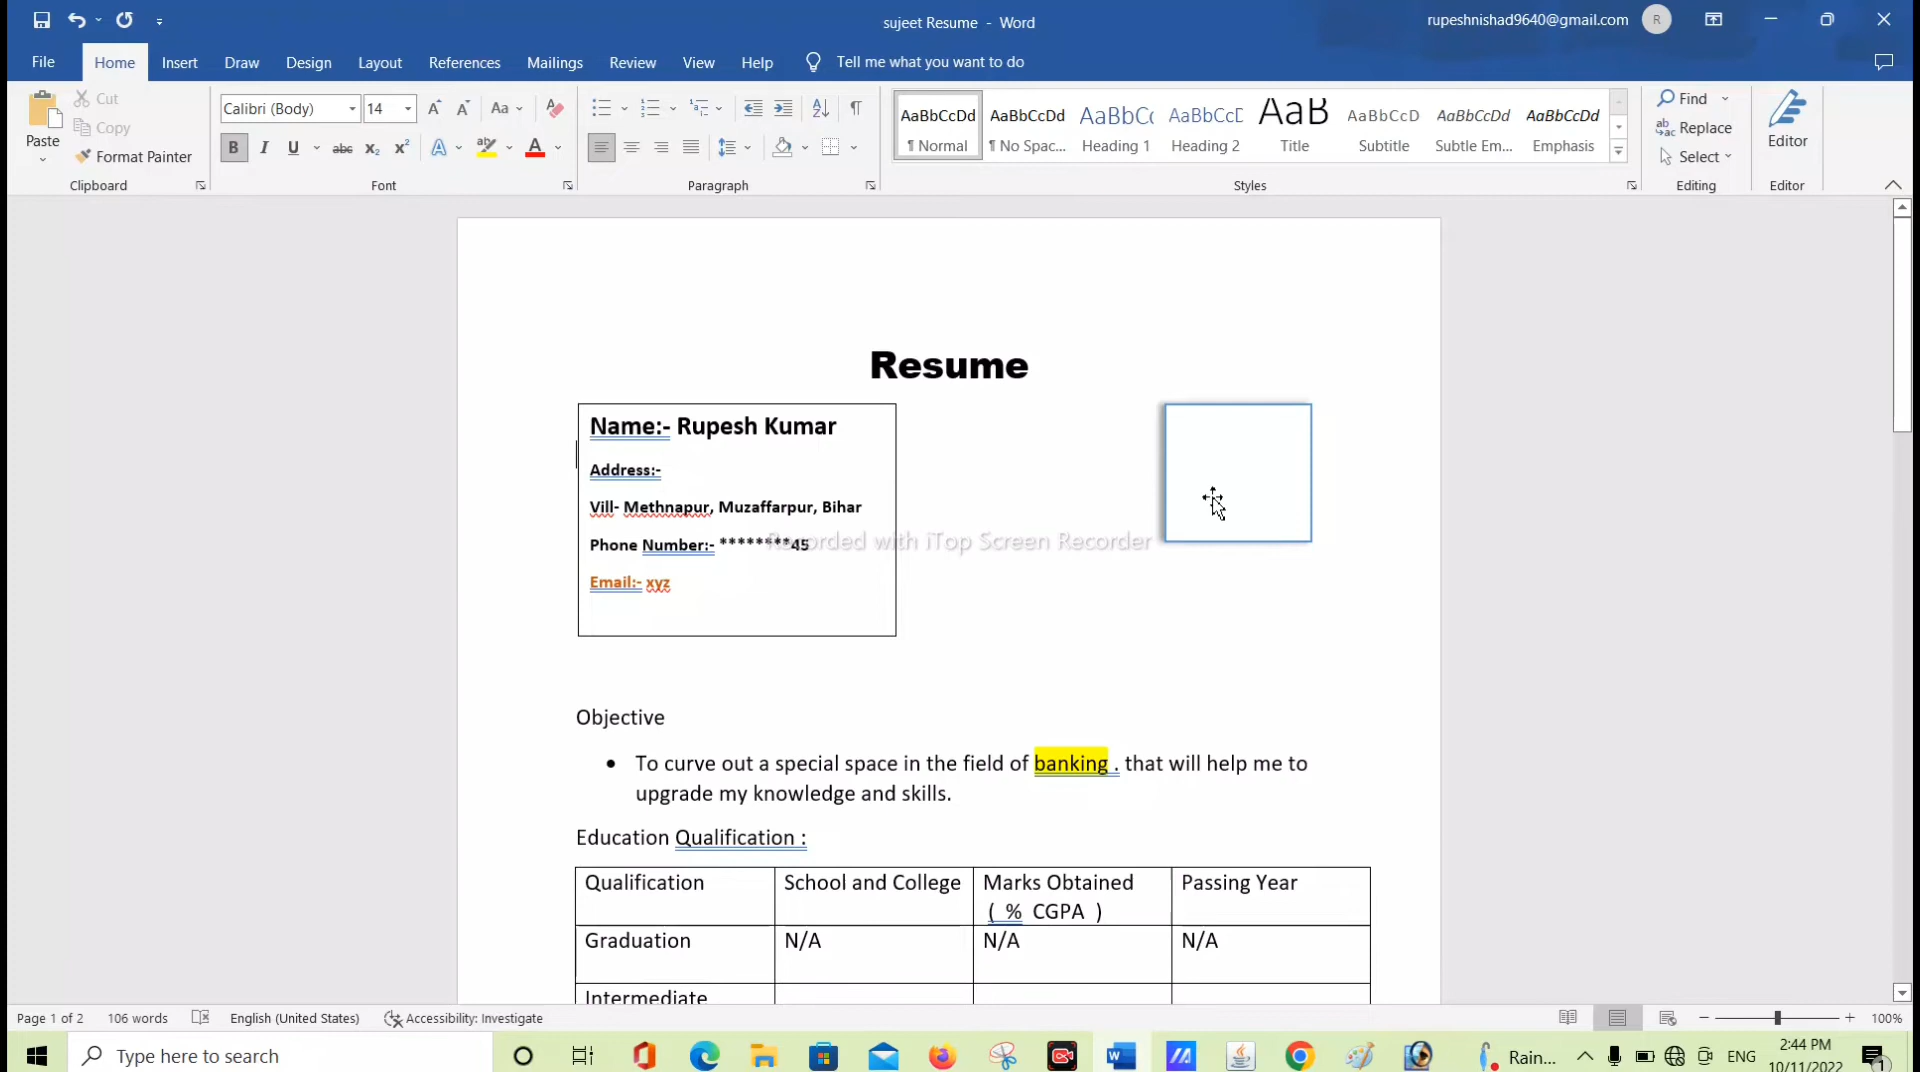 sujeet Resume - Word
rupeshnishad9640@gmail.com
R
File
Home
Insert
Draw
Design
Layout
References
Mailings
Review
View
Help
Tell me what you want to do
Paste
Cut
Copy
Format Painter
Clipboard
Calibri (Body)
14
Aa
B I U abc x₂ x² A ab A
Font
Paragraph
AaBbCcDd
¶ Normal
AaBbCcDd
¶ No Spac...
AaBbCc
Heading 1
AaBbCcD
Heading 2
AaB
Title
AaBbCcD
Subtitle
AaBbCcDd
Subtle Em...
AaBbCcDd
Emphasis
Styles
Find
Replace
Select
Editing
Editor
Editor
Resume
Name:- Rupesh Kumar
Address:-
Vill- Methnapur, Muzaffarpur, Bihar
Phone Number:- ********45
Email:- xyz
Recorded with iTop Screen Recorder
Objective
• To curve out a special space in the field of banking . that will help me to
upgrade my knowledge and skills.
Education Qualification :
Qualification
School and College
Marks Obtained
( % CGPA )
Passing Year
Graduation
N/A
N/A
N/A
Intermediate
Page 1 of 2
106 words
English (United States)
Accessibility: Investigate
100%
Type here to search
Rain...
ENG
2:44 PM
10/11/2022
1